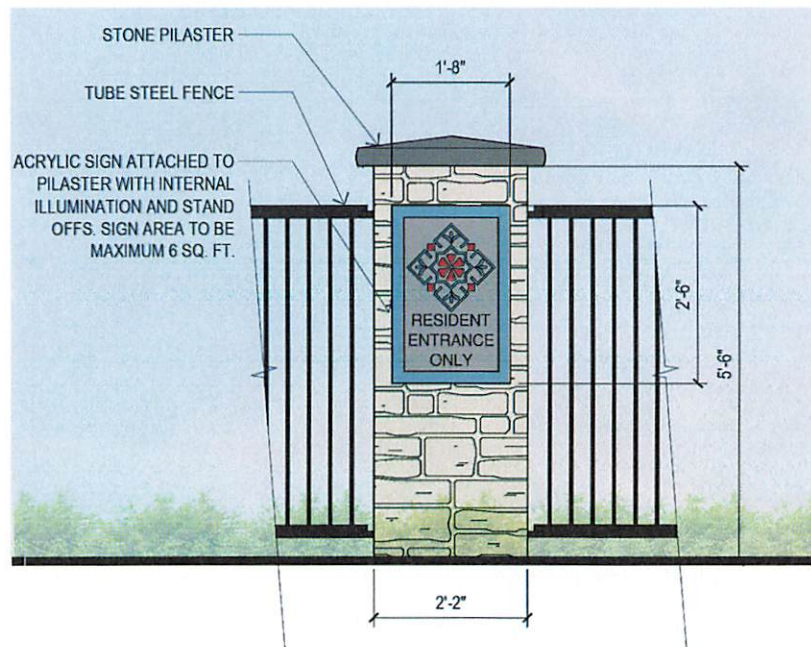 STONE PILASTER
1'-8"
TUBE STEEL FENCE
ACRYLIC SIGN ATTACHED TO
PILASTER WITH INTERNAL
ILLUMINATION AND STAND
OFFS. SIGN AREA TO BE
MAXIMUM 6 SQ. FT.
RESIDENT
ENTRANCE
ONLY
2'-6"
5'-6"
2'-2"